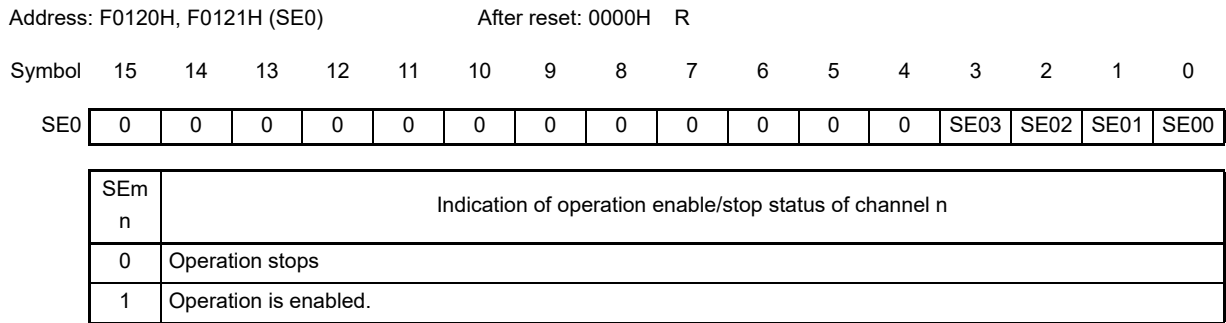 Address: F0120H, F0121H (SE0) After reset: 0000H R
Symbol 15 14 13 12 11 10 9 8 7 6 5 4 3 2 1 0
SE0 0 0 0 0 0 0 0 0 0 0 0 0 SE03 SE02 SE01 SE00
SEm
n
Indication of operation enable/stop status of channel n
0 Operation stops
1 Operation is enabled.